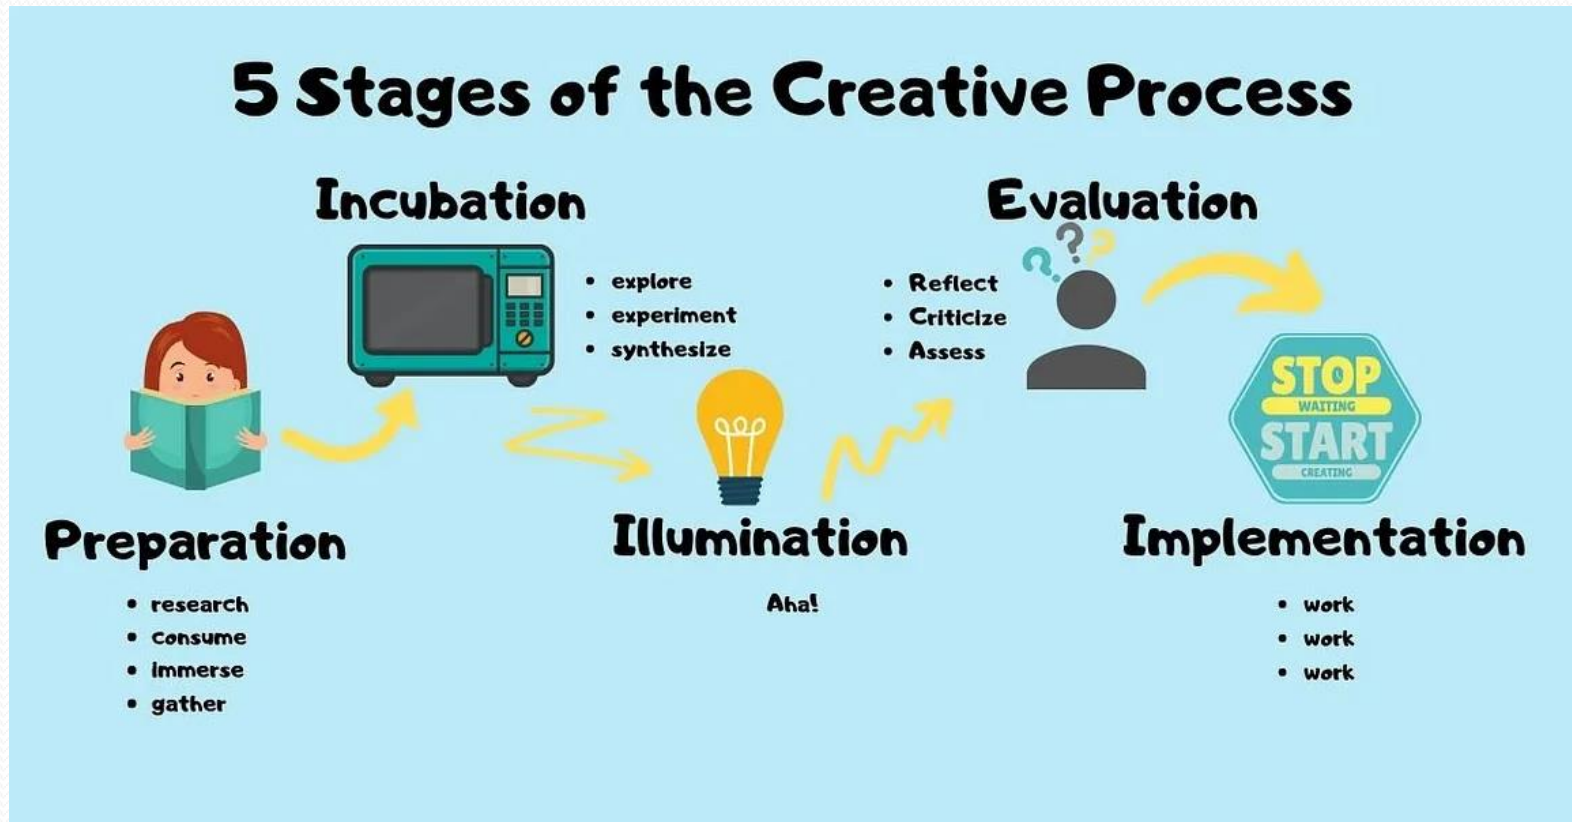 5 Stages of the Creative Process
Incubation
• explore
• experiment
• synthesize
Evaluation
???
• Reflect
• Criticize
• Assess
STOP
WAITING
START
CREATING
Preparation
• research
• consume
• immerse
• gather
Illumination
Aha!
Implementation
• work
• work
• work